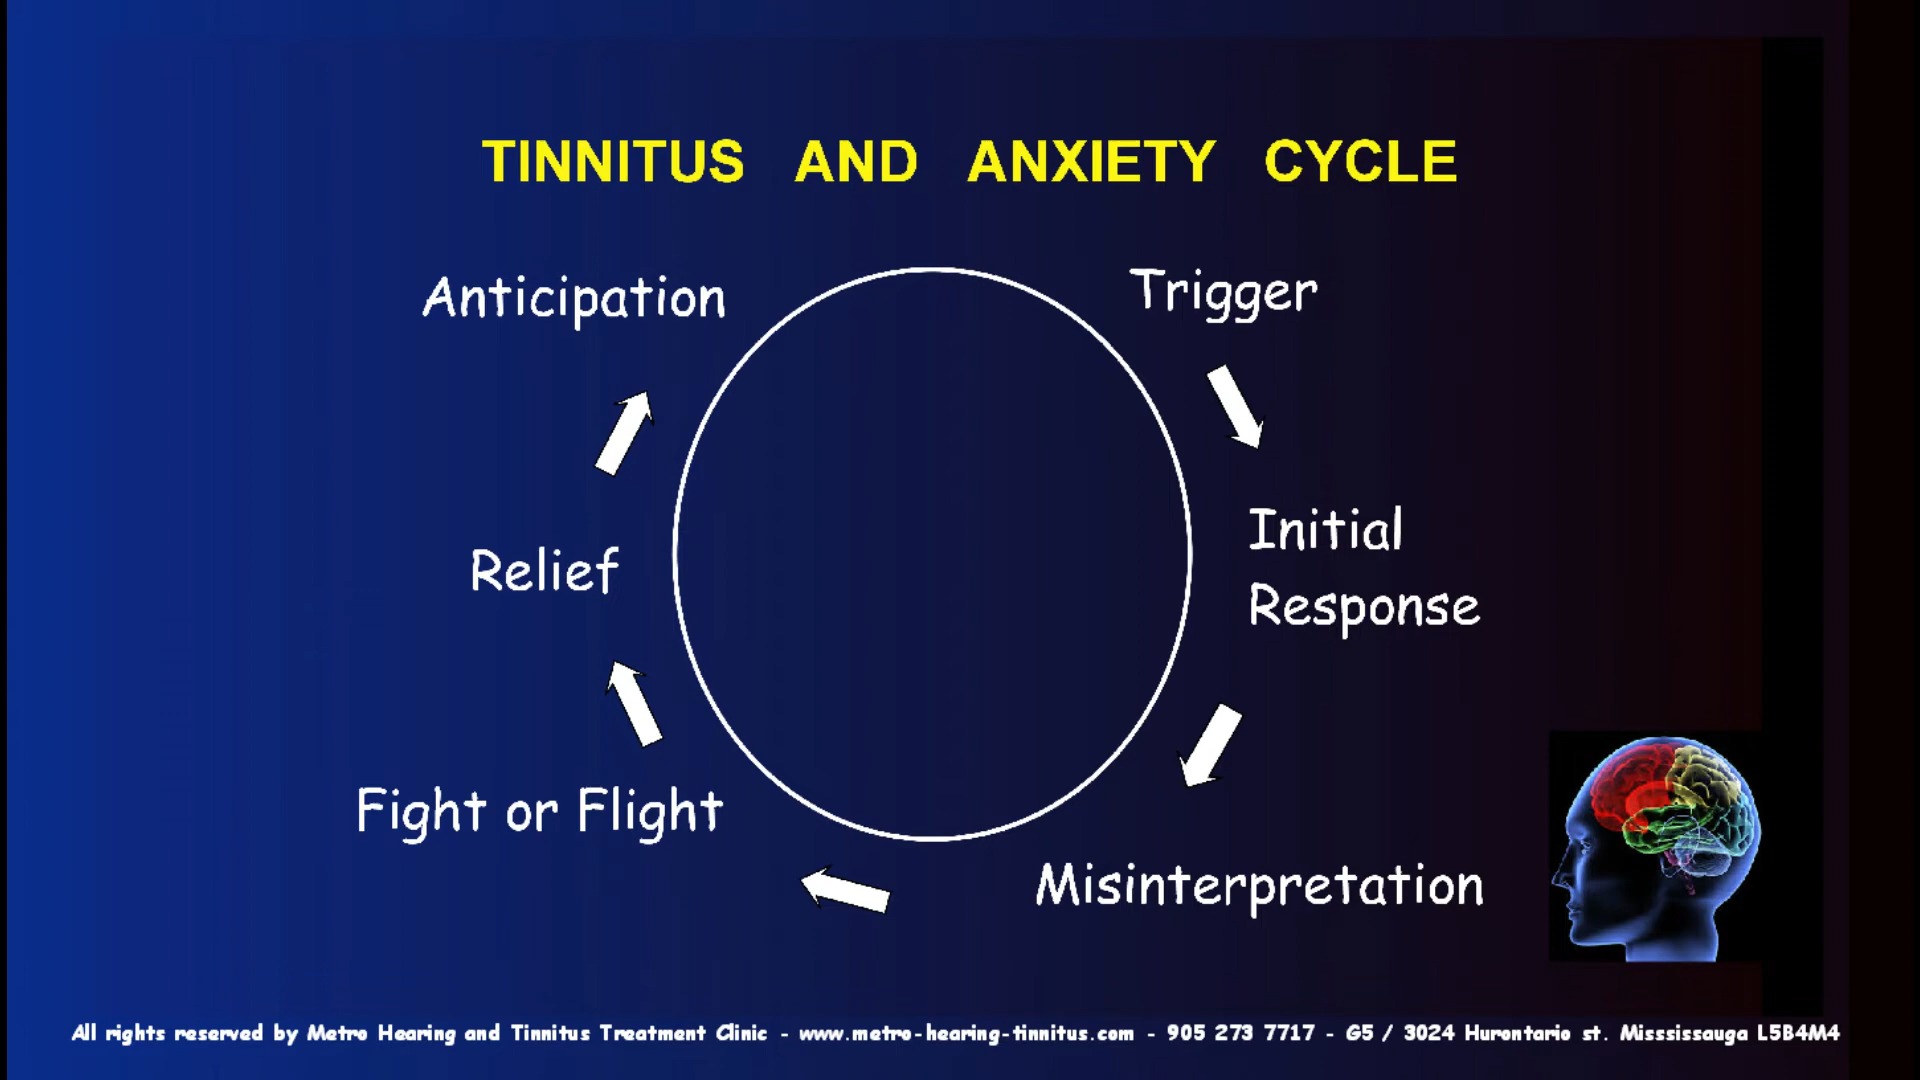 TINNITUS AND ANXIETY CYCLE
Anticipation
Trigger
Initial
Response
Relief
Fight or Flight
Misinterpretation
All rights reserved by Metro Hearing and Tinnitus Treatment Clinic - www.metro-hearing-tinnitus.com - 905 273 7717 - G5 / 3024 Hurontario st. Misssissauga L5B4M4